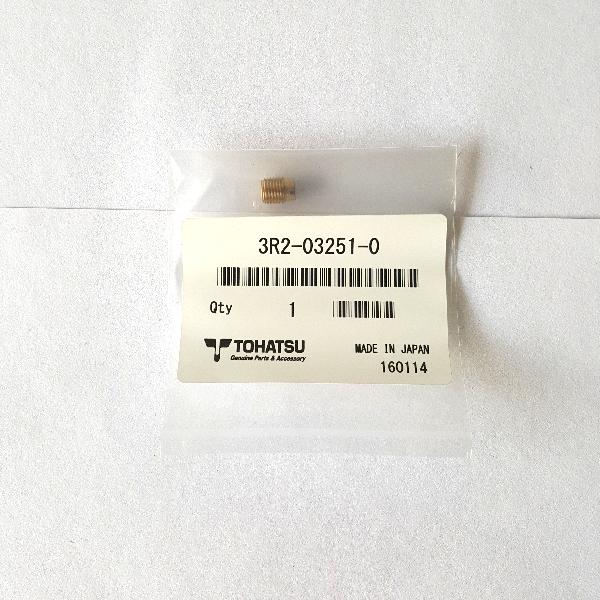 3R2-03251-0
Qty 1
TOHATSU
Genuine Parts & Accessory
MADE IN JAPAN
160114